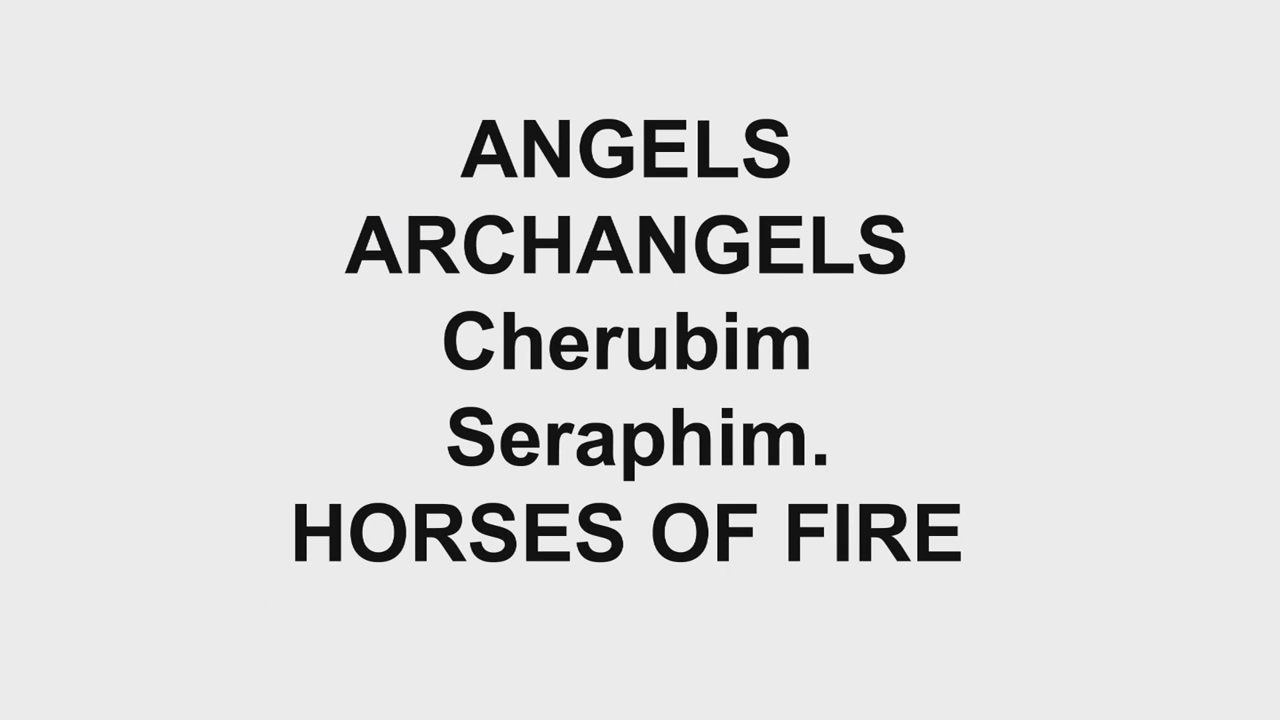 ANGELS
ARCHANGELS
Cherubim
Seraphim.
HORSES OF FIRE